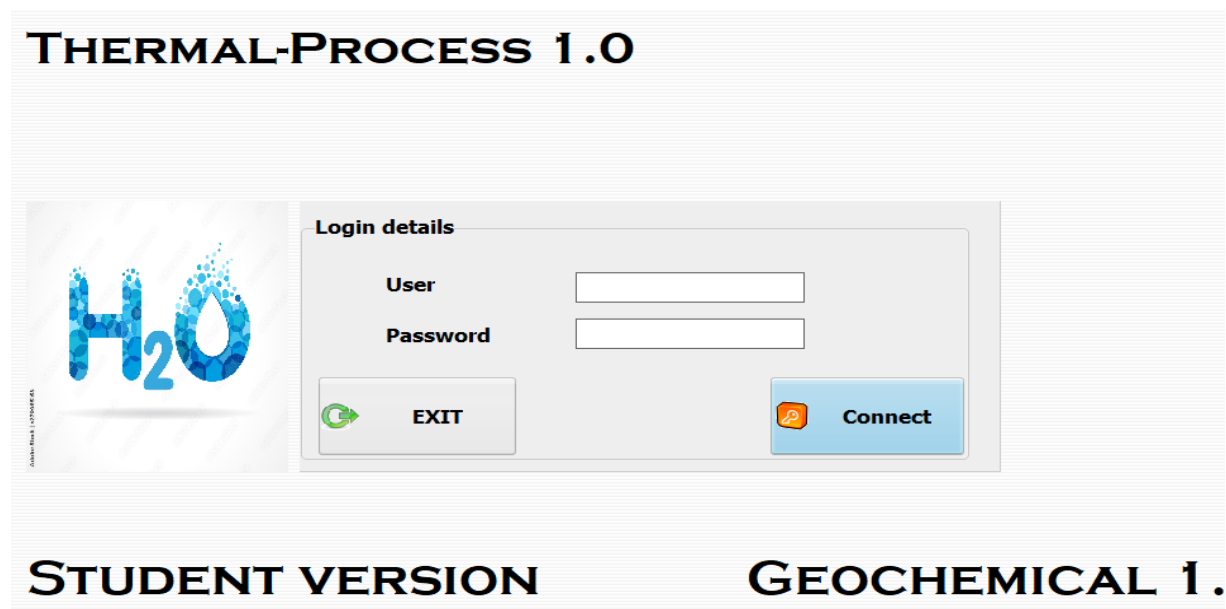 THERMAL-PROCESS 1.0
Login details
User
Password
H2O
EXIT
Connect
STUDENT VERSION
GEOCHEMICAL 1.